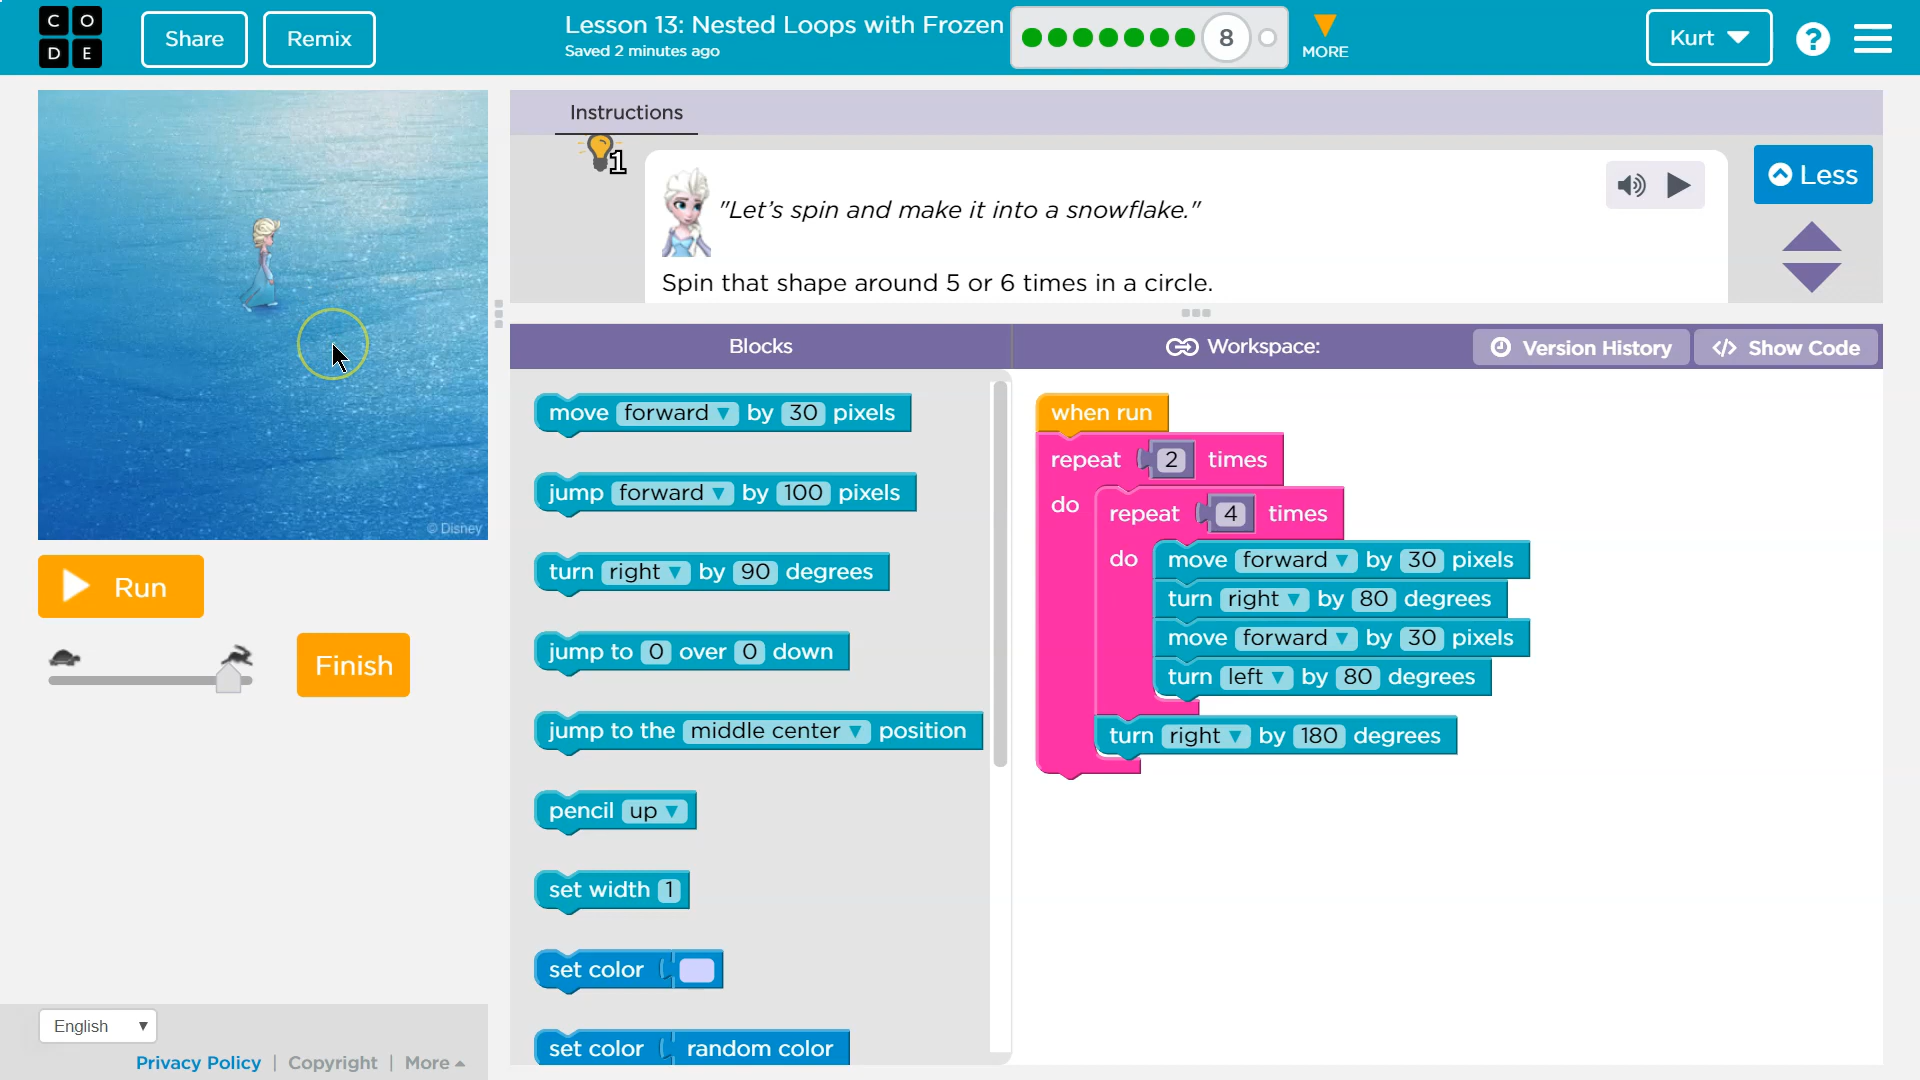 C O
D E
Share
Remix
Lesson 13: Nested Loops with Frozen
Saved 2 minutes ago
8
MORE
Kurt
?
Instructions
1
"Let's spin and make it into a snowflake."
Less
Spin that shape around 5 or 6 times in a circle.
© Disney
Run
Finish
Blocks
Workspace:
Version History
</> Show Code
move forward ▼ by 30 pixels
jump forward ▼ by 100 pixels
turn right ▼ by 90 degrees
jump to 0 over 0 down
jump to the middle center ▼ position
pencil up ▼
set width 1
set color
set color random color
when run
repeat 2 times
do
repeat 4 times
do
move forward ▼ by 30 pixels
turn right ▼ by 80 degrees
move forward ▼ by 30 pixels
turn left ▼ by 80 degrees
turn right ▼ by 180 degrees
English ▼
Privacy Policy | Copyright | More